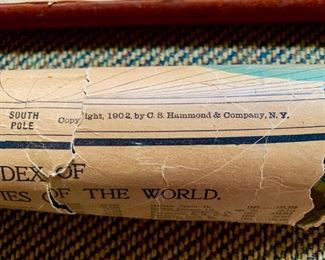 SOUTH
POLE
Copyright, 1902, by C. S. Hammond & Company, N. Y.
DEX OF
IES OF THE WORLD.